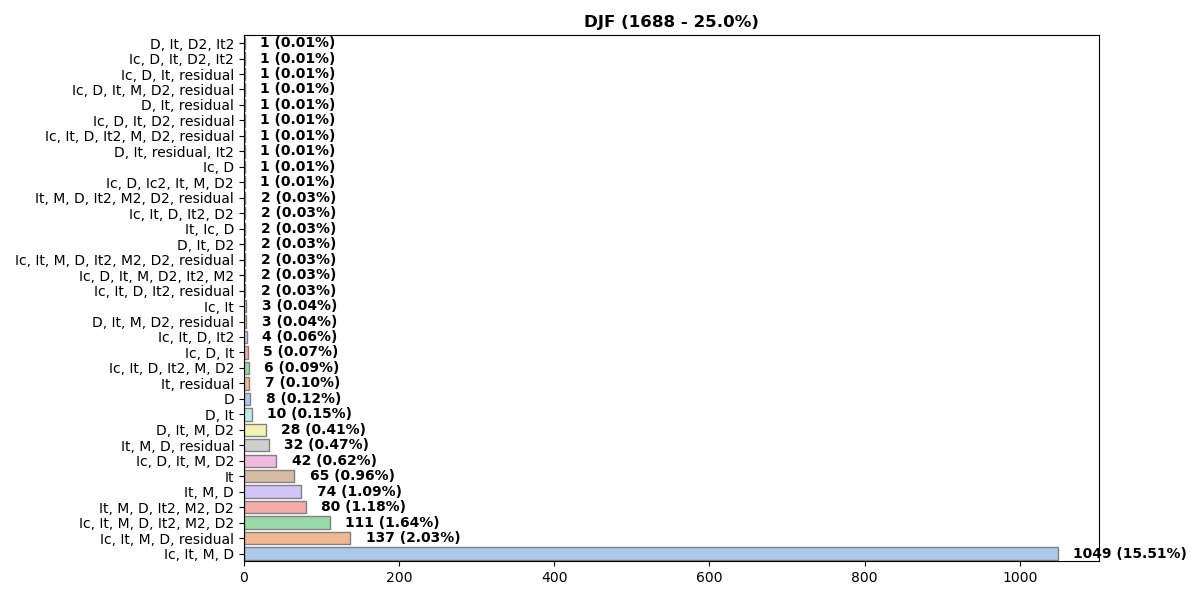 DJF (1688 - 25.0%)
D, It, D2, It2 1 (0.01%)
Ic, D, It, D2, It2 1 (0.01%)
Ic, D, It, residual 1 (0.01%)
Ic, D, It, M, D2, residual 1 (0.01%)
D, It, residual 1 (0.01%)
Ic, D, It, D2, residual 1 (0.01%)
Ic, It, D, It2, M, D2, residual 1 (0.01%)
D, It, residual, It2 1 (0.01%)
Ic, D 1 (0.01%)
Ic, D, Ic2, It, M, D2 1 (0.01%)
It, M, D, It2, M2, D2, residual 2 (0.03%)
Ic, It, D, It2, D2 2 (0.03%)
It, Ic, D 2 (0.03%)
D, It, D2 2 (0.03%)
Ic, It, M, D, It2, M2, D2, residual 2 (0.03%)
Ic, D, It, M, D2, It2, M2 2 (0.03%)
Ic, It, D, It2, residual 2 (0.03%)
Ic, It 3 (0.04%)
D, It, M, D2, residual 3 (0.04%)
Ic, It, D, It2 4 (0.06%)
Ic, D, It 5 (0.07%)
Ic, It, D, It2, M, D2 6 (0.09%)
It, residual 7 (0.10%)
D 8 (0.12%)
D, It 10 (0.15%)
D, It, M, D2 28 (0.41%)
It, M, D, residual 32 (0.47%)
Ic, D, It, M, D2 42 (0.62%)
It 65 (0.96%)
It, M, D 74 (1.09%)
It, M, D, It2, M2, D2 80 (1.18%)
Ic, It, M, D, It2, M2, D2 111 (1.64%)
Ic, It, M, D, residual 137 (2.03%)
Ic, It, M, D 1049 (15.51%)
0 200 400 600 800 1000